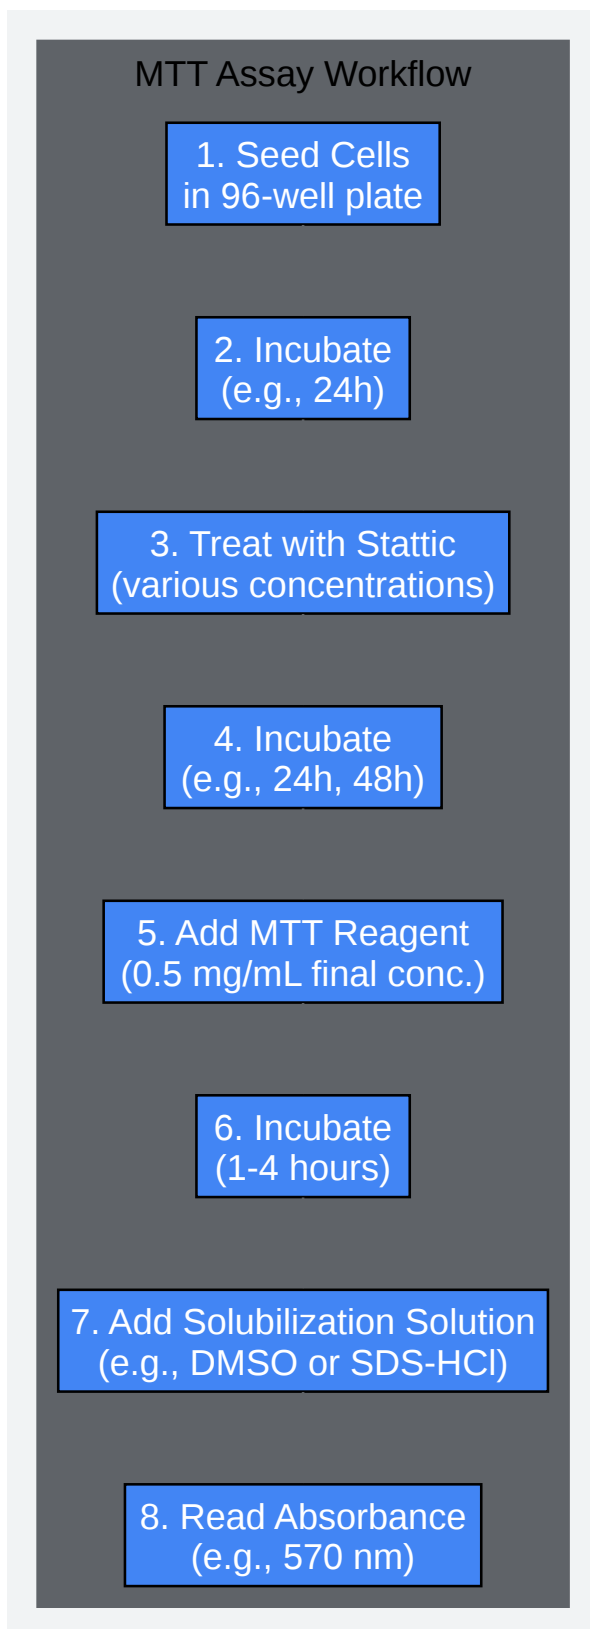 MTT Assay Workflow
1. Seed Cells
in 96-well plate
2. Incubate
(e.g., 24h)
3. Treat with Stattic
(various concentrations)
4. Incubate
(e.g., 24h, 48h)
5. Add MTT Reagent
(0.5 mg/mL final conc.)
6. Incubate
(1-4 hours)
7. Add Solubilization Solution
(e.g., DMSO or SDS-HCl)
8. Read Absorbance
(e.g., 570 nm)